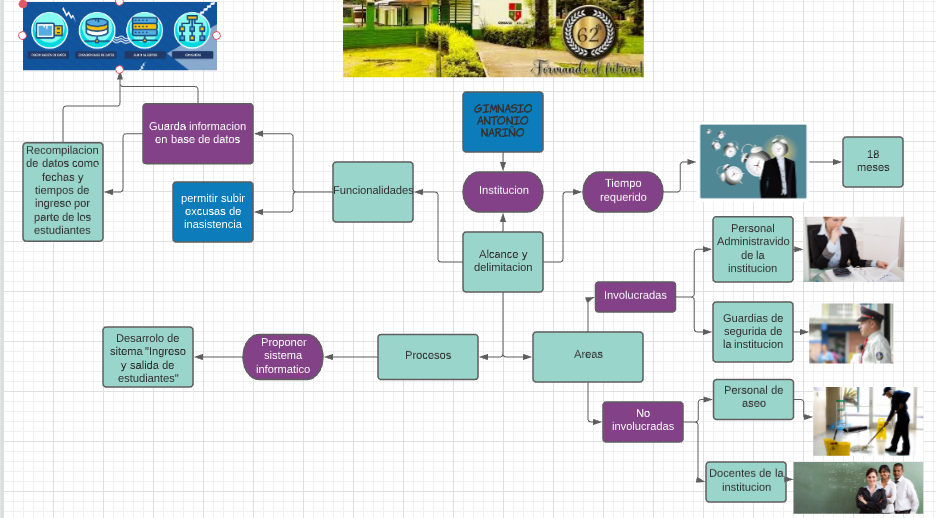 62
¡Formando el futuro!
GIMNASIO
ANTONIO
NARIÑO
Guarda informacion
en base de datos
Recompilacion
de datos como
fechas y
tiempos de
ingreso por
parte de los
estudiantes
permitir subir
excusas de
inasistencia
Funcionalidades
Institucion
Tiempo
requerido
18
meses
Alcance y
delimitacion
Personal
Administravido
de la
institucion
Involucradas
Guardias de
segurida de
la institucion
Desarrolo de
sitema "Ingreso
y salida de
estudiantes"
Proponer
sistema
informatico
Procesos
Areas
Personal de
aseo
No
involucradas
Docentes de la
institucion